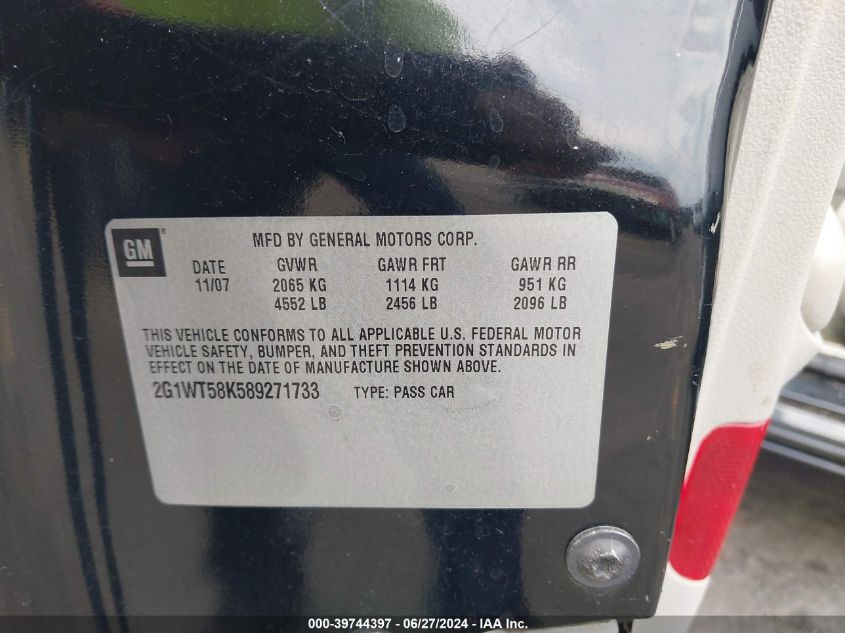 GM ®
MFD BY GENERAL MOTORS CORP.
DATE GVWR GAWR FRT GAWR RR
11/07 2065 KG 1114 KG 951 KG
4552 LB 2456 LB 2096 LB
THIS VEHICLE CONFORMS TO ALL APPLICABLE U.S. FEDERAL MOTOR
VEHICLE SAFETY, BUMPER, AND THEFT PREVENTION STANDARDS IN
EFFECT ON THE DATE OF MANUFACTURE SHOWN ABOVE.
2G1WT58K589271733 TYPE: PASS CAR
000-39744397 - 06/27/2024 - IAA Inc.